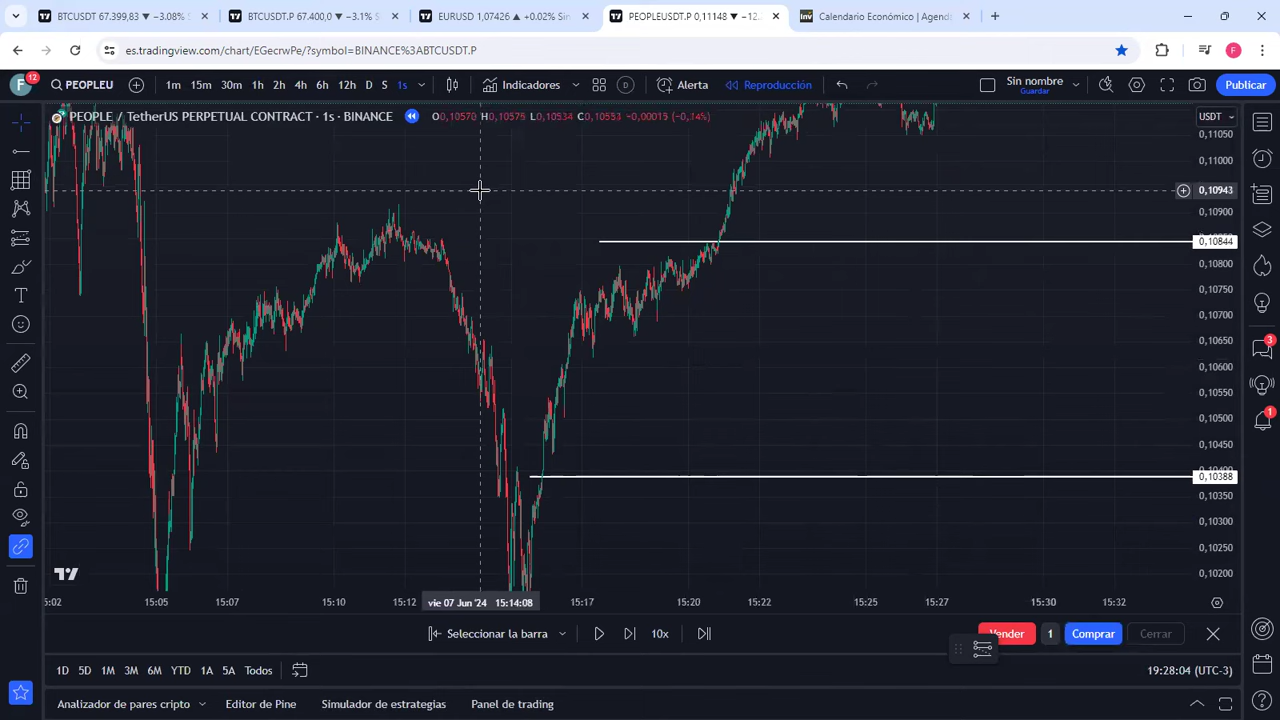 BTCUSDT 67.399,83 ▼ −3.08%
BTCUSDT.P 67.400,0 ▼ −3.1%
EURUSD 1,07426 ▲ +0.02% Sin
PEOPLEUSDT.P 0,11148 ▼ −12.
Calendario Económico | Agenda
es.tradingview.com/chart/EGecrwPe/?symbol=BINANCE%3ABTCUSDT.P
F
12
F
PEOPLEU
1m 15m 30m 1h 2h 4h 6h 12h D S 1s
Indicadores
D
Alerta
Reproducción
Sin nombre
Guardar
Publicar
PEOPLE / TetherUS PERPETUAL CONTRACT · 1s · BINANCE
O0,10570 H0,10575 L0,10534 C0,10553 −0,00015 (−0,14%)
USDT
0,11050
0,11000
0,10943
0,10900
0,10844
0,10800
0,10750
0,10700
0,10650
0,10600
0,10550
0,10500
0,10450
0,10388
0,10350
0,10300
0,10250
0,10200
3
1
15:02 15:05 15:07 15:10 15:12 vie 07 Jun '24 15:14:08 15:17 15:20 15:22 15:25 15:27 15:30 15:32
Seleccionar la barra
10x
Vender 1 Comprar Cerrar
1D 5D 1M 3M 6M YTD 1A 5A Todos
19:28:04 (UTC-3)
Analizador de pares cripto Editor de Pine Simulador de estrategias Panel de trading